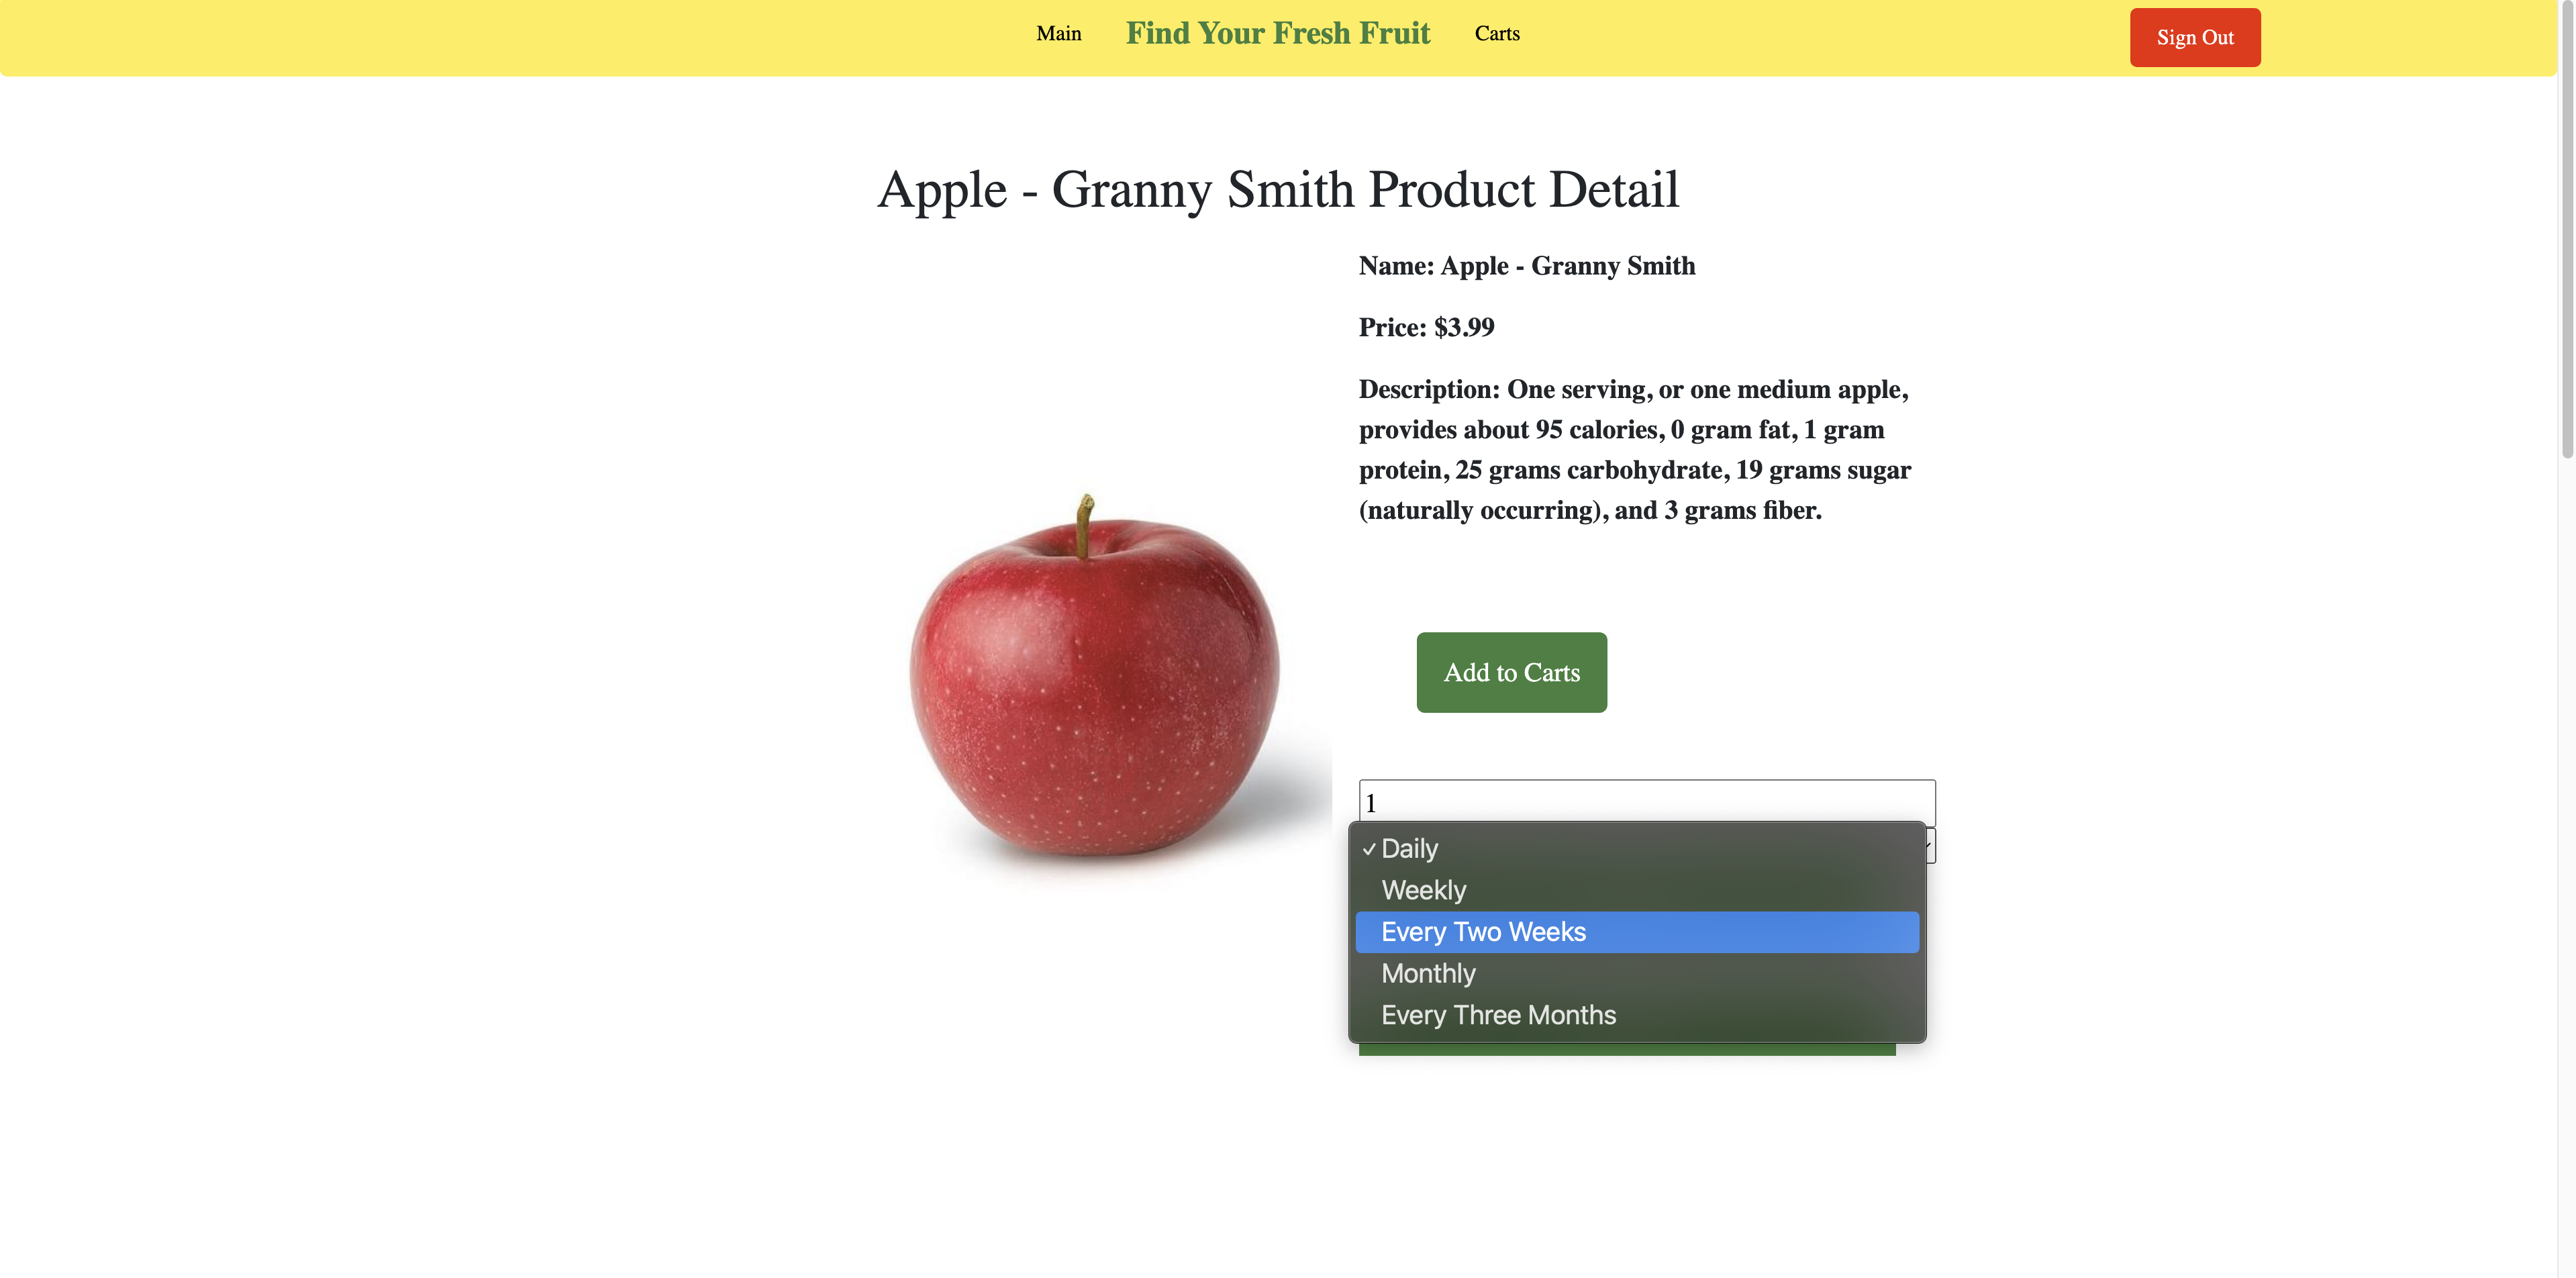 Main
Find Your Fresh Fruit
Carts
Sign Out
Apple - Granny Smith Product Detail
Name: Apple - Granny Smith
Price: $3.99
Description: One serving, or one medium apple,
provides about 95 calories, 0 gram fat, 1 gram
protein, 25 grams carbohydrate, 19 grams sugar
(naturally occurring), and 3 grams fiber.
Add to Carts
1
✓ Daily
Weekly
Every Two Weeks
Monthly
Every Three Months